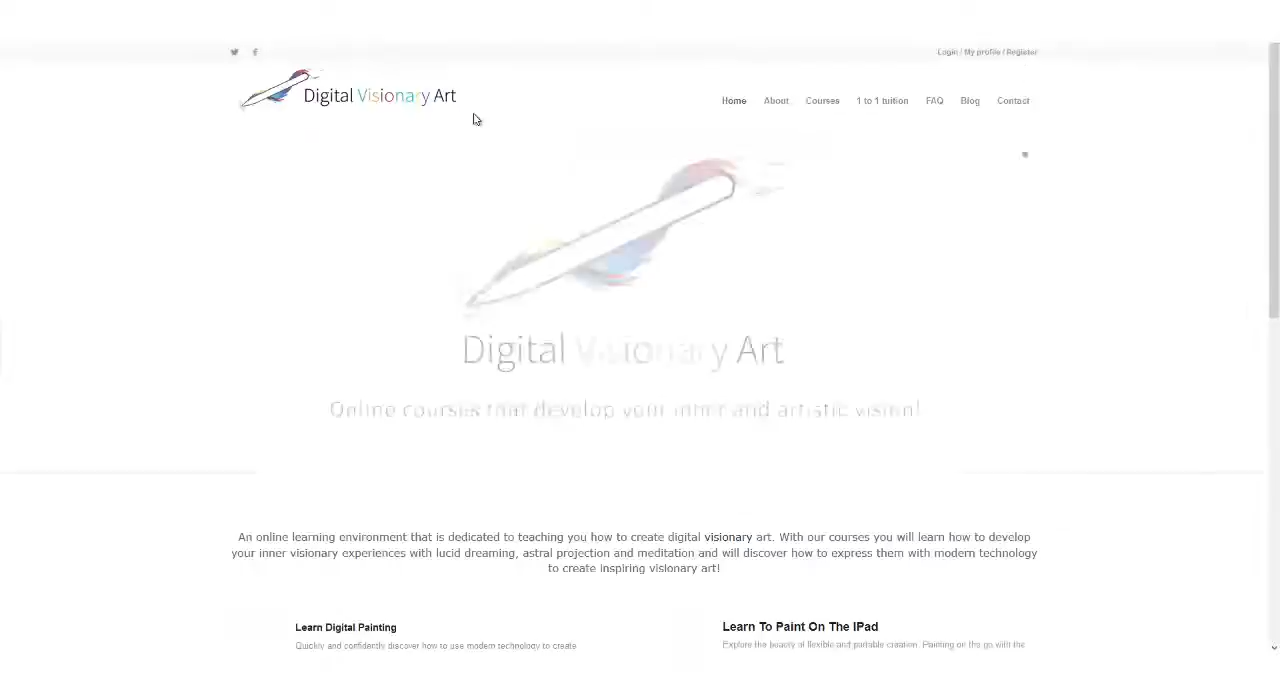 Login / My profile / Register
Digital Visionary Art
Home About Courses 1 to 1 tuition FAQ Blog Contact
Digital Visionary Art
Online courses that develop your inner and artistic vision!
An online learning environment that is dedicated to teaching you how to create digital visionary art. With our courses you will learn how to develop
your inner visionary experiences with lucid dreaming, astral projection and meditation and will discover how to express them with modern technology
to create inspiring visionary art!
Learn Digital Painting
Learn To Paint On The IPad
Quickly and confidantly discover how to use modern technology to create
Explore the beauty of flexible and portable creation. Painting on the go with the